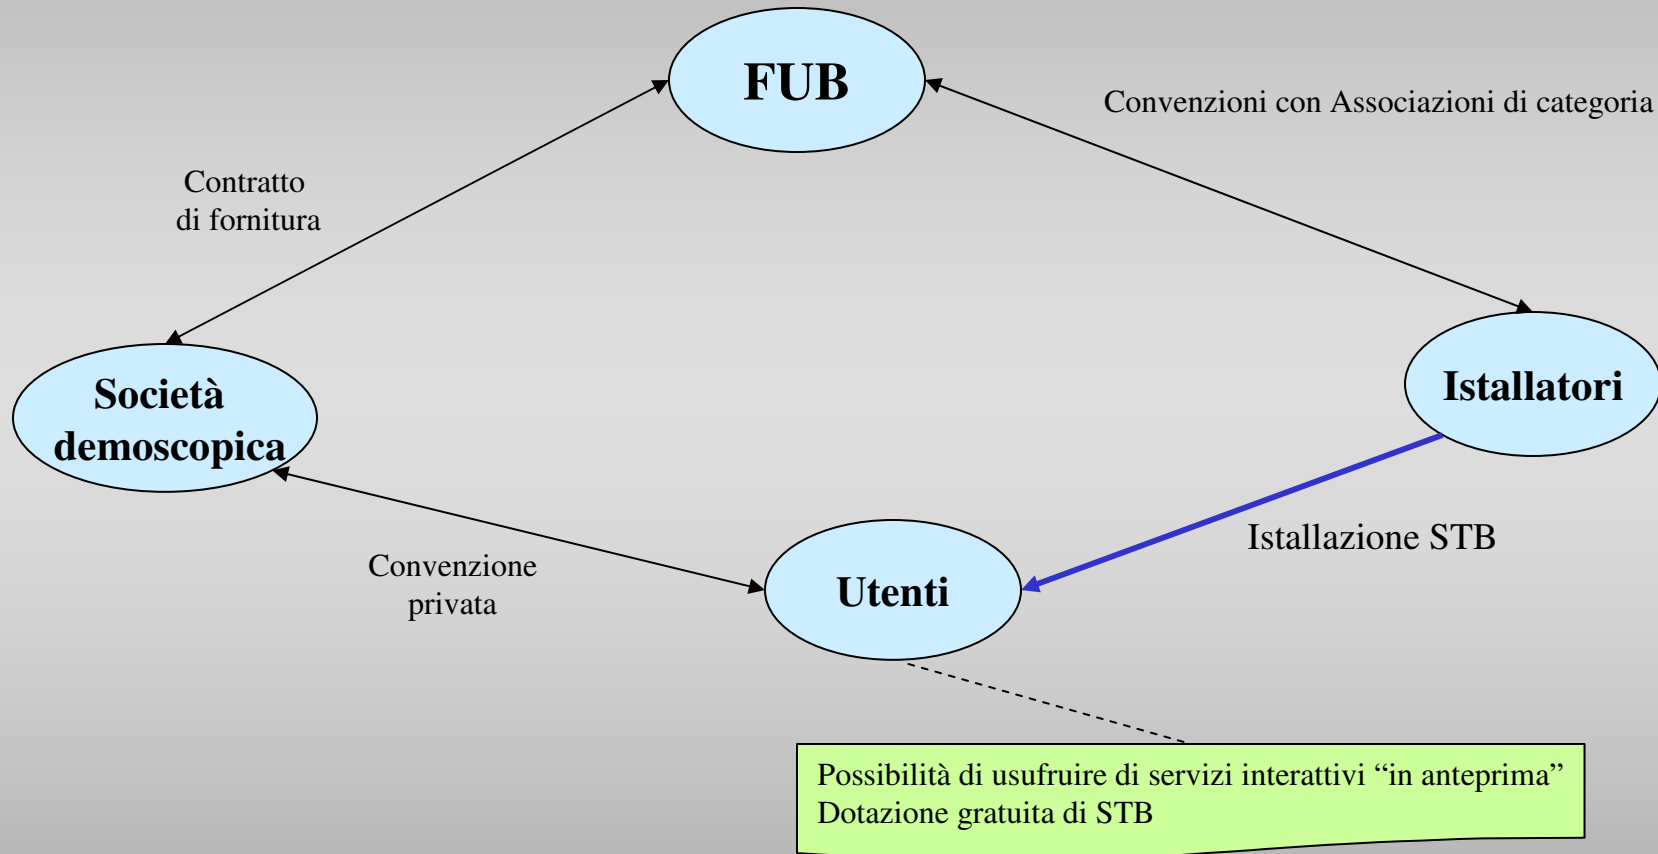 FUB
Convenzioni con Associazioni di categoria
Contratto
di fornitura
Società
demoscopica
Istallatori
Istallazione STB
Convenzione
privata
Utenti
Possibilità di usufruire di servizi interattivi “in anteprima”
Dotazione gratuita di STB